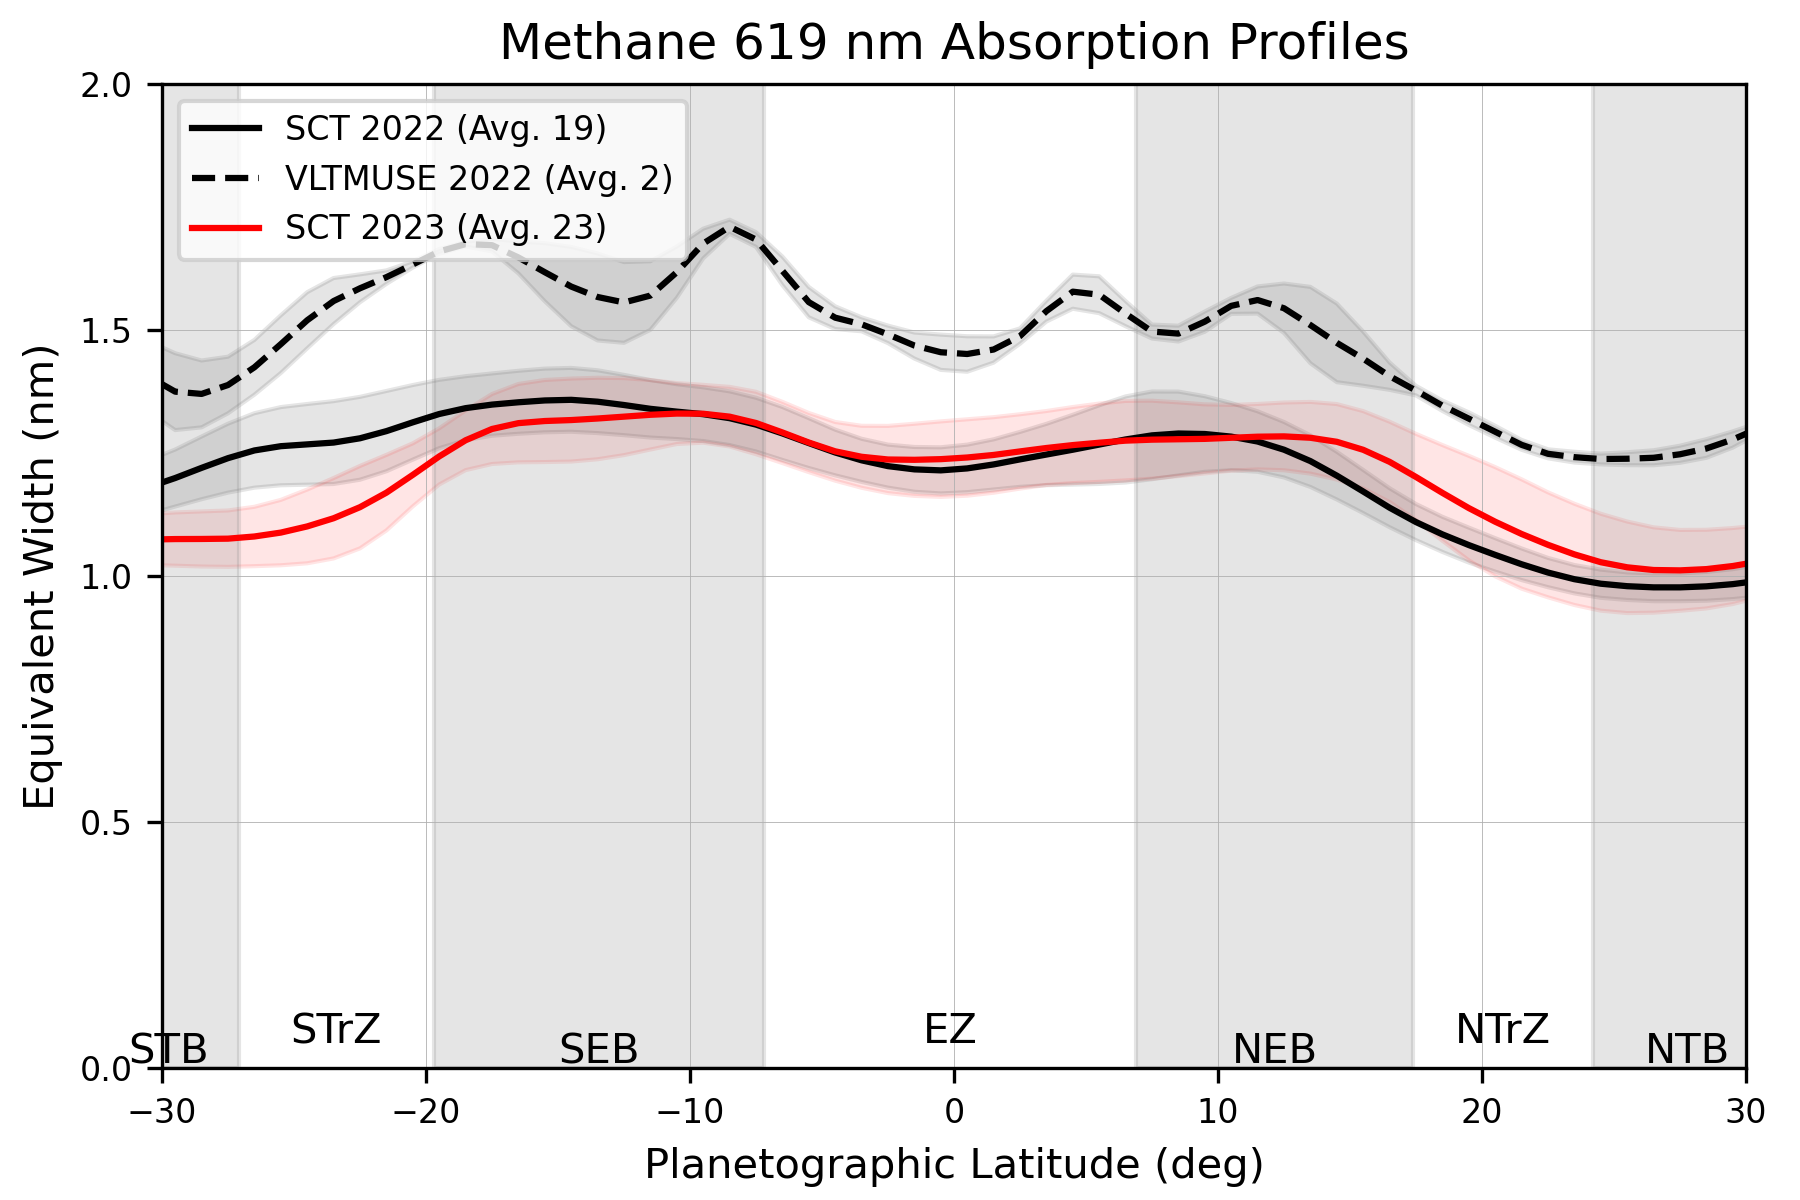 Methane 619 nm Absorption Profiles
2.0
SCT 2022 (Avg. 19)
VLTMUSE 2022 (Avg. 2)
SCT 2023 (Avg. 23)
1.5
1.0
0.5
0.0
Equivalent Width (nm)
STB
STrZ
SEB
EZ
NEB
NTrZ
NTB
−30 −20 −10 0 10 20 30
Planetographic Latitude (deg)